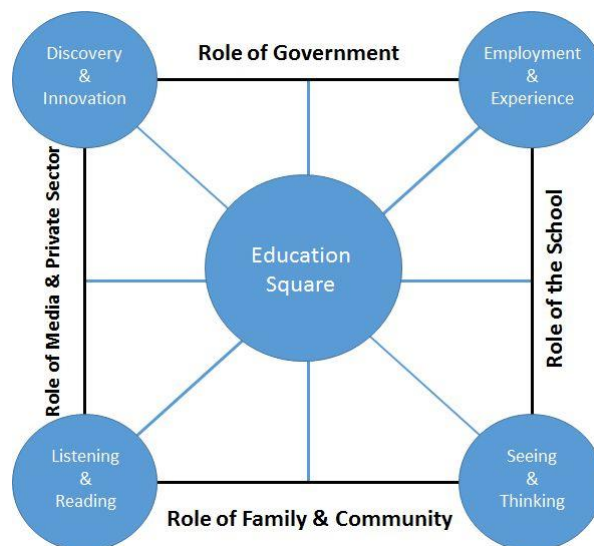 Discovery
&
Innovation
Role of Government
Employment
&
Experience
Role of Media & Private Sector
Education
Square
Role of the School
Listening
&
Reading
Role of Family & Community
Seeing
&
Thinking